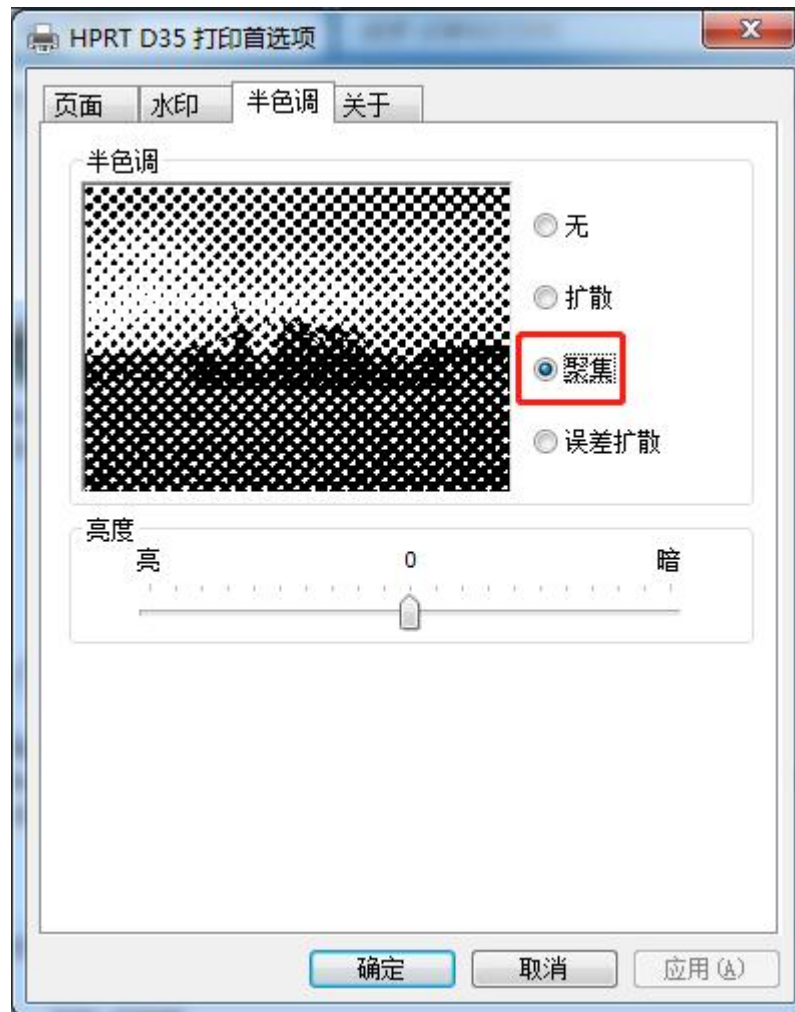 HPRT D35 打印首选项
页面 水印 半色调 关于
半色调
无
扩散
聚焦
误差扩散
亮度
亮 0 暗
确定 取消 应用(A)